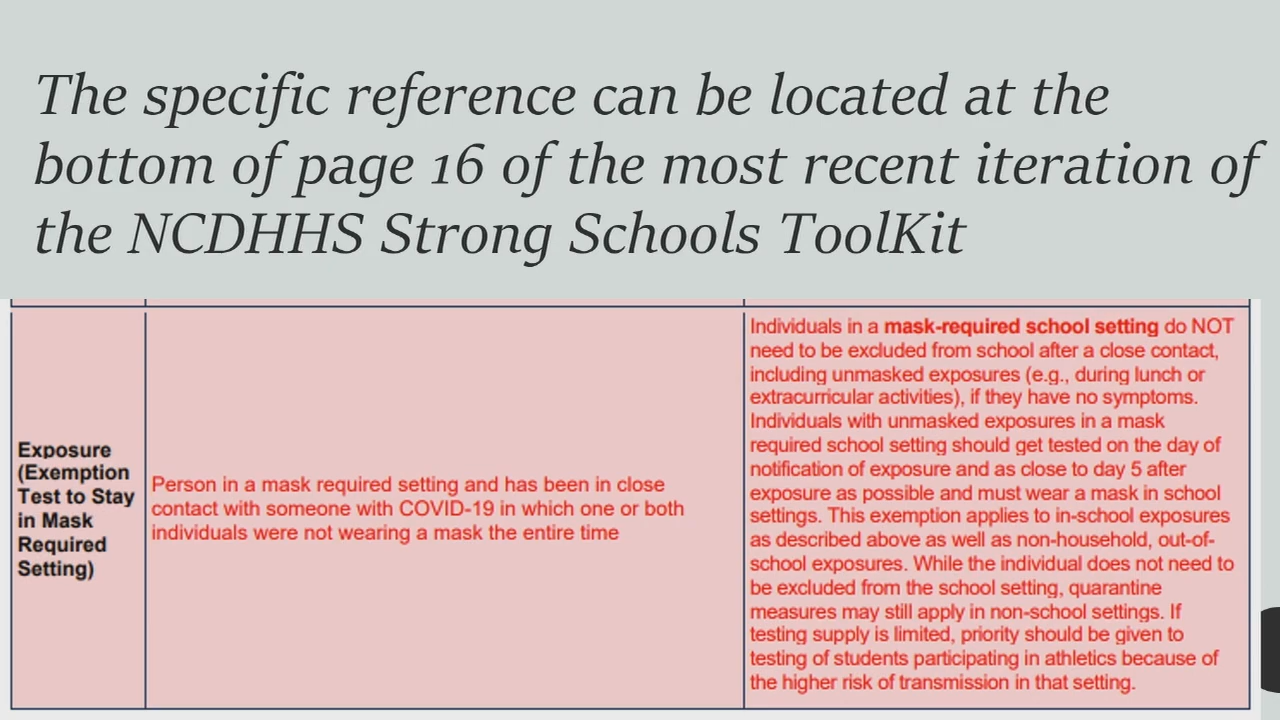 The specific reference can be located at the
bottom of page 16 of the most recent iteration of
the NCDHHS Strong Schools ToolKit
Exposure
(Exemption
Test to Stay
in Mask
Required
Setting)
Person in a mask required setting and has been in close
contact with someone with COVID-19 in which one or both
individuals were not wearing a mask the entire time
Individuals in a mask-required school setting do NOT
need to be excluded from school after a close contact,
including unmasked exposures (e.g., during lunch or
extracurricular activities), if they have no symptoms.
Individuals with unmasked exposures in a mask
required school setting should get tested on the day of
notification of exposure and as close to day 5 after
exposure as possible and must wear a mask in school
settings. This exemption applies to in-school exposures
as described above as well as non-household, out-of-
school exposures. While the individual does not need to
be excluded from the school setting, quarantine
measures may still apply in non-school settings. If
testing supply is limited, priority should be given to
testing of students participating in athletics because of
the higher risk of transmission in that setting.